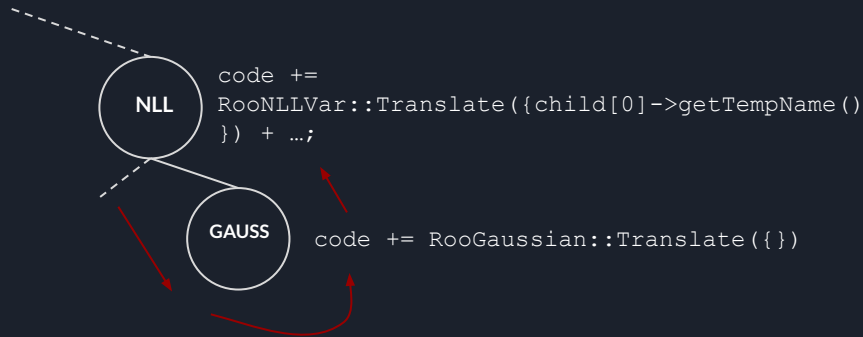 code +=
NLL RooNLLVar::Translate({child[0]->getTempName()
}) + …;
GAUSS code += RooGaussian::Translate({})